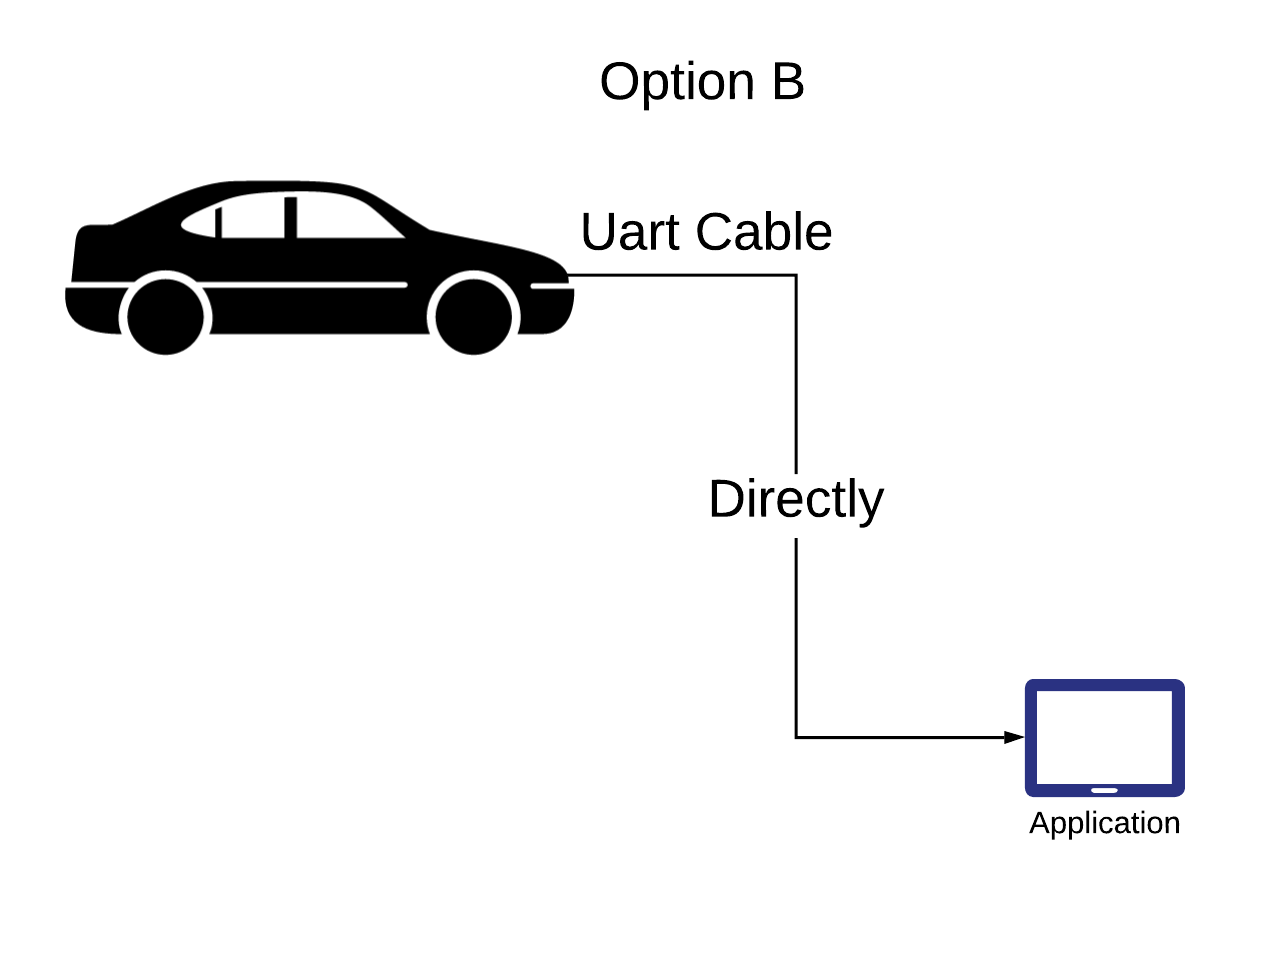 Option B
Uart Cable
Directly
Application